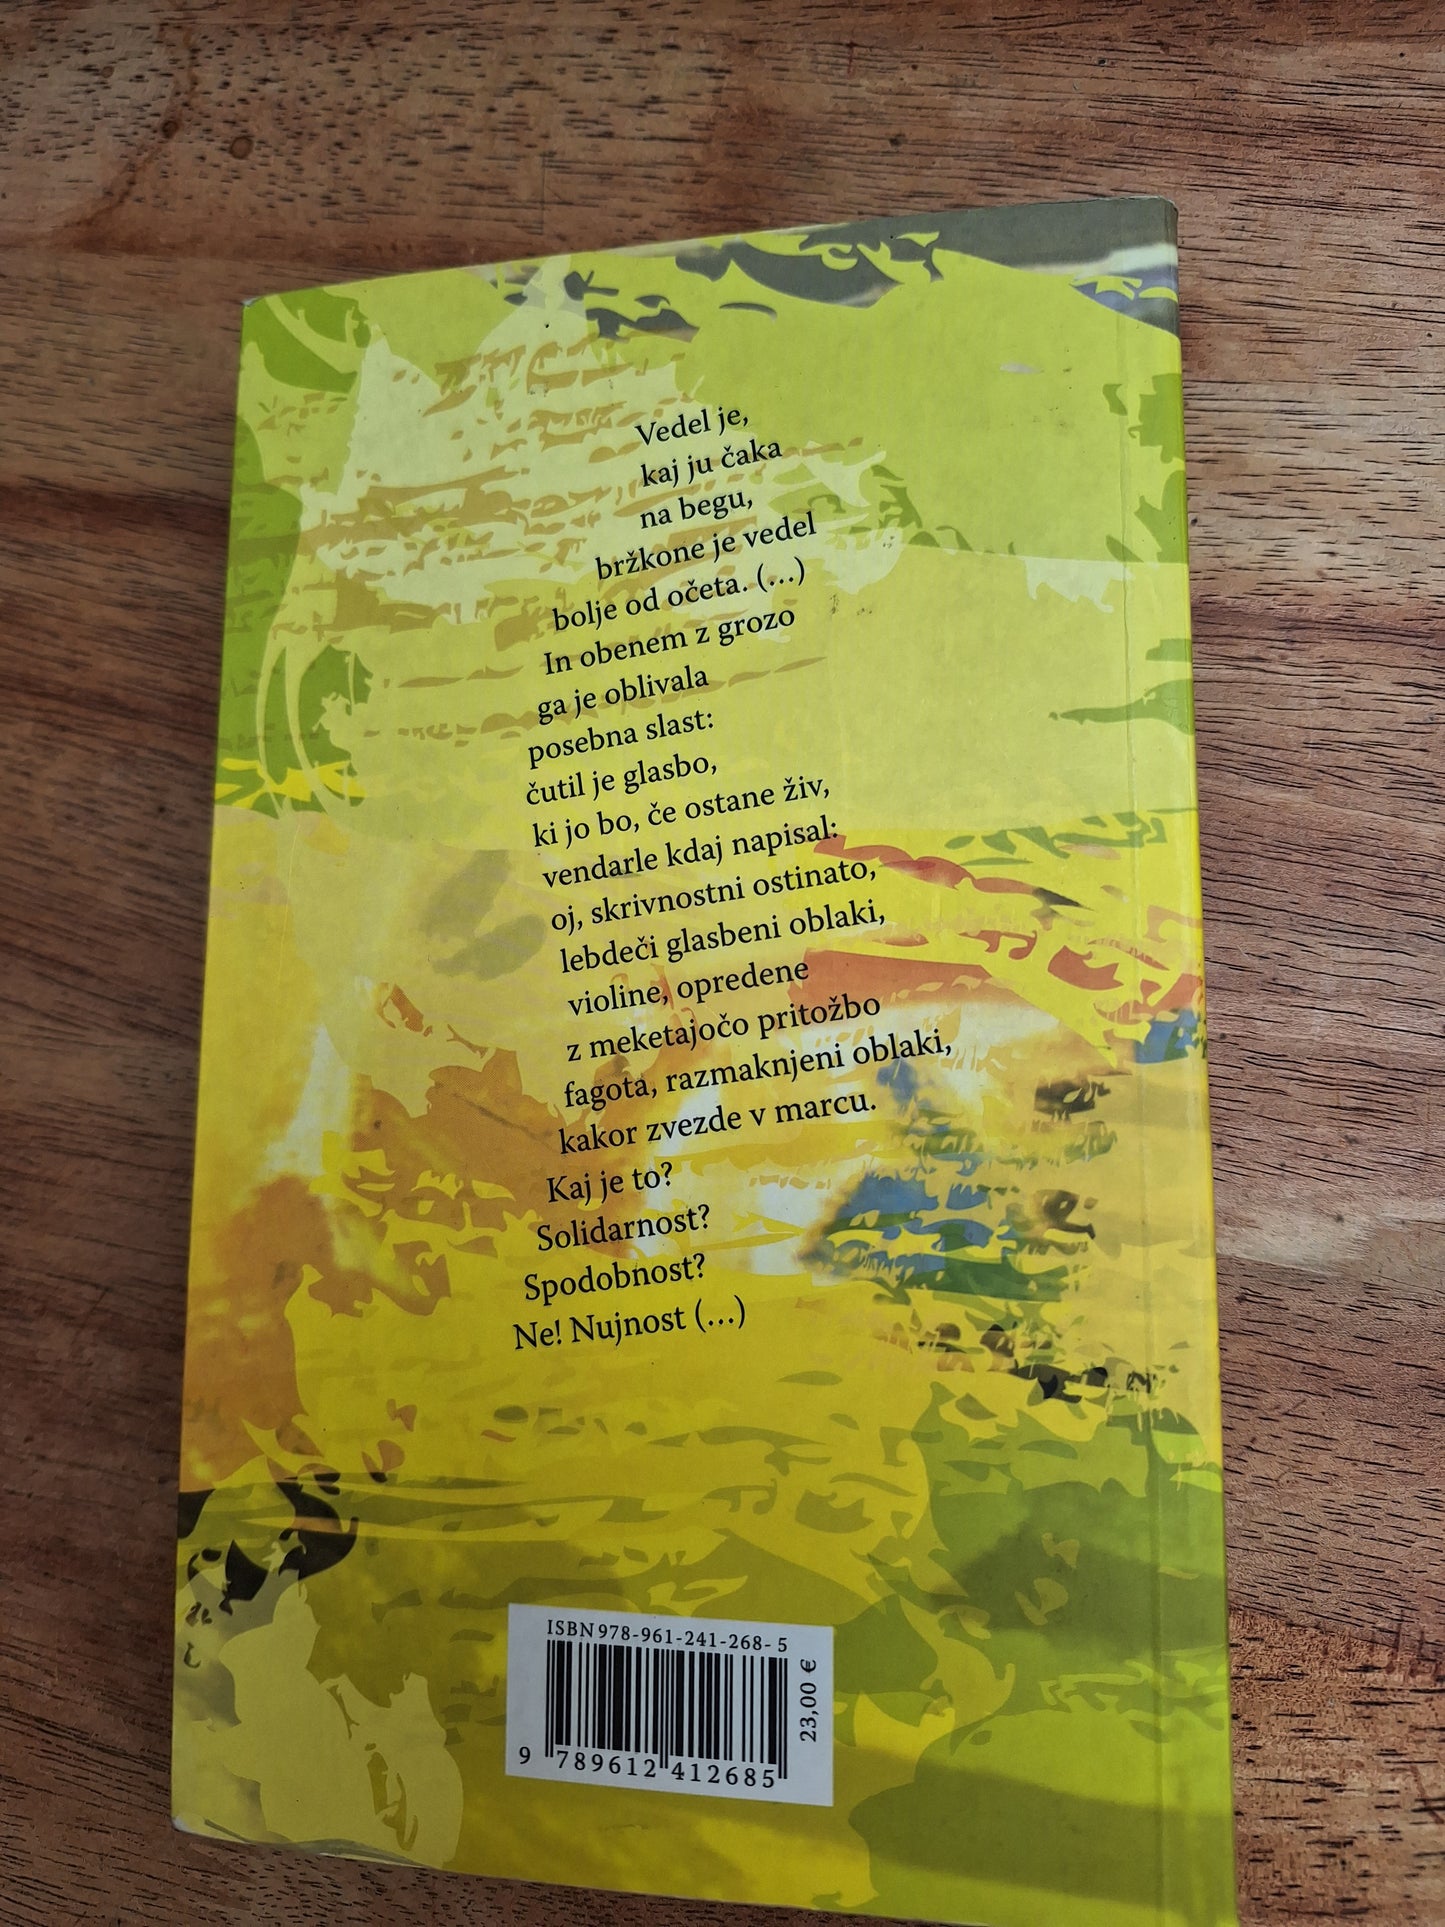 Vedel je,
kaj ju čaka
na begu,
bržkone je vedel
bolje od očeta. (...)
In obenem z grozo
ga je oblivala
posebna slast:
čutil je glasbo,
ki jo bo, če ostane živ,
vendarle kdaj napisal:
oj, skrivnostni ostinato,
lebdeči glasbeni oblaki,
violine, opredene
z meketajočo pritožbo
fagota, razmaknjeni oblaki,
kakor zvezde v marcu.
Kaj je to?
Solidarnost?
Spodobnost?
Ne! Nujnost (...)
ISBN 978-961-241-268-5
23,00 €
9 789612 412685